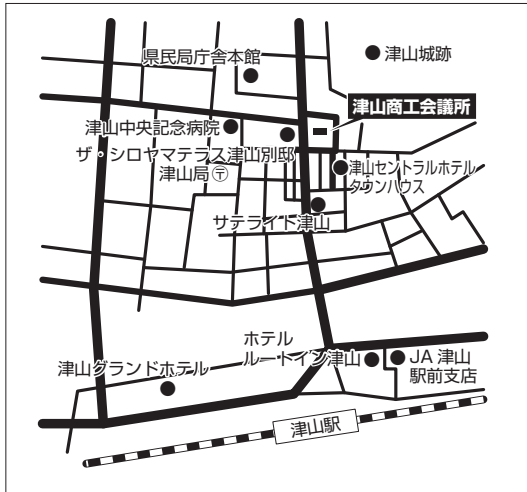 県民局庁舎本館
津山城跡
津山商工会議所
津山中央記念病院
ザ・シロヤマテラス津山別邸
津山局〶
津山セントラルホテル
タウンハウス
サテライト津山
ホテル
ルートイン津山
JA 津山
駅前支店
津山グランドホテル
津山駅